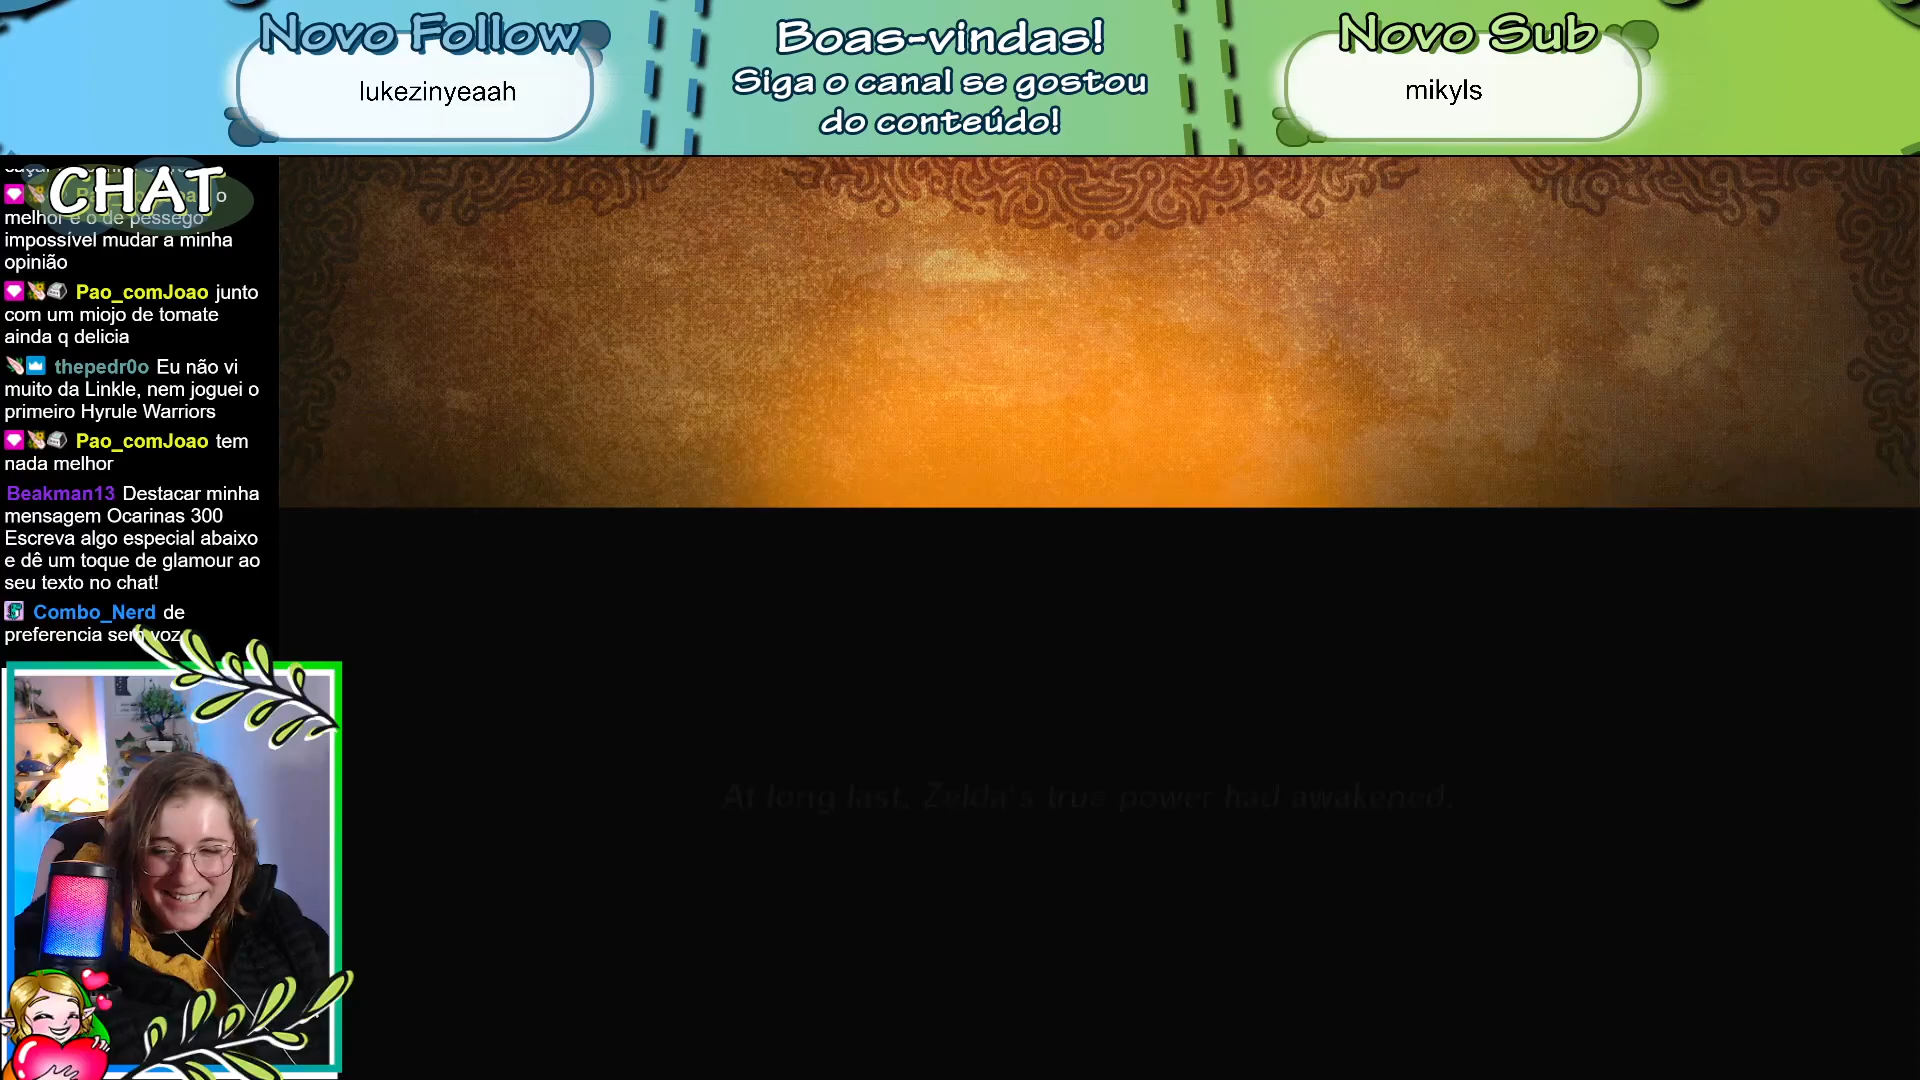 Novo Follow
lukezinyeaah
Boas-vindas!
Siga o canal se gostou
do conteúdo!
Novo Sub
mikyls
CHAT
o
melhor é o de pêssego
impossível mudar a minha
opinião
Pao_comJoao junto
com um miojo de tomate
ainda q delicia
thepedr0o Eu não vi
muito da Linkle, nem joguei o
primeiro Hyrule Warriors
Pao_comJoao tem
nada melhor
Beakman13 Destacar minha
mensagem Ocarinas 300
Escreva algo especial abaixo
e dê um toque de glamour ao
seu texto no chat!
Combo_Nerd de
preferencia sem voz
At long last, Zelda's true power had awakened.